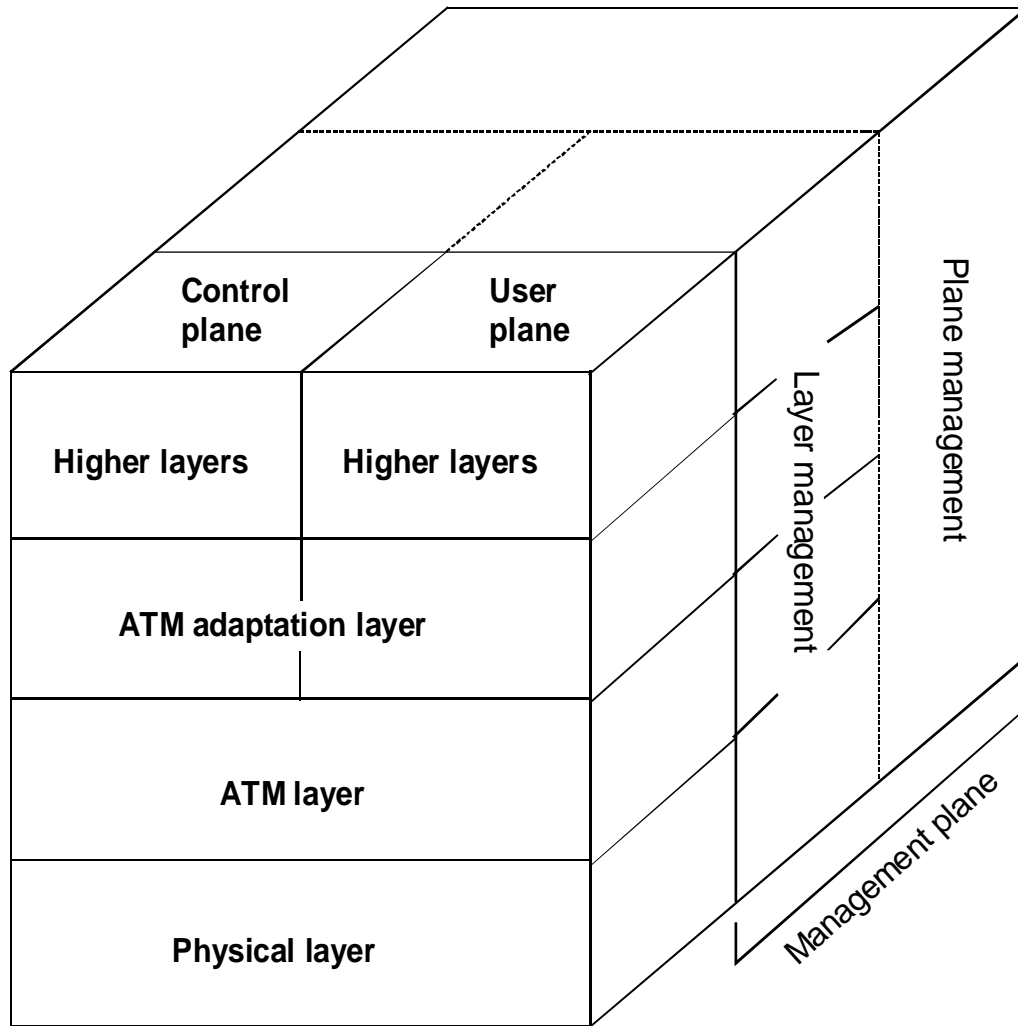 Control
plane
User
plane
Higher layers
Higher layers
ATM adaptation layer
ATM layer
Physical layer
Layer management
Plane management
Management plane